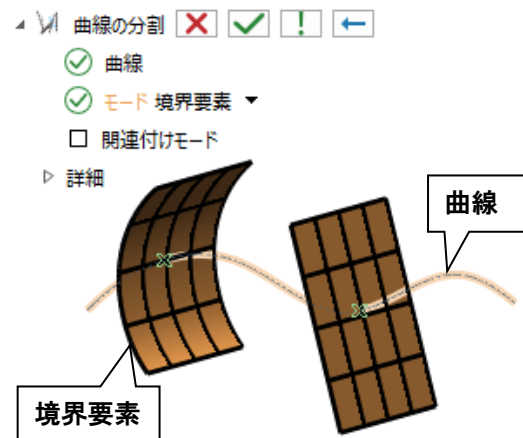 曲線の分割
曲線
モード 境界要素
関連付けモード
詳細
曲線
境界要素